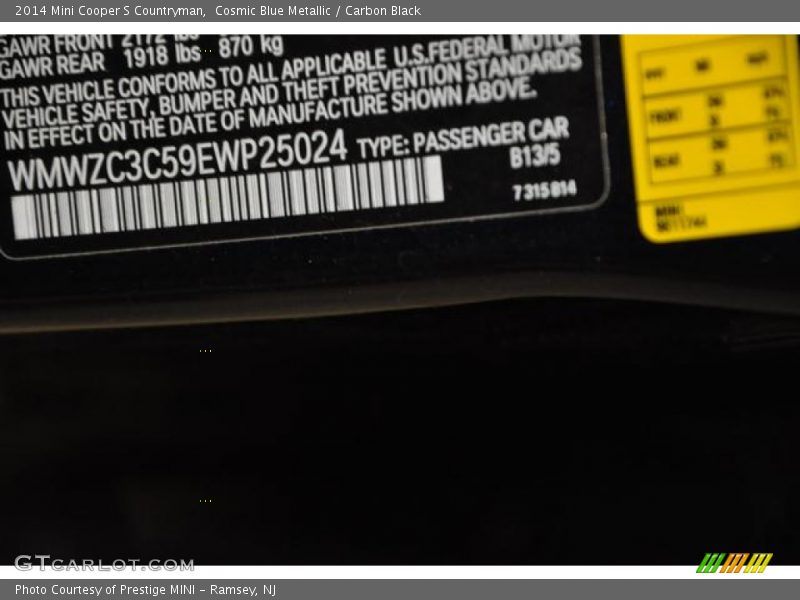 2014 Mini Cooper S Countryman,  Cosmic Blue Metallic / Carbon Black
GAWR FRONT 2172 lbs
GAWR REAR 1918 lbs 870 kg
THIS VEHICLE CONFORMS TO ALL APPLICABLE U.S.FEDERAL MOTOR
VEHICLE SAFETY, BUMPER AND THEFT PREVENTION STANDARDS
IN EFFECT ON THE DATE OF MANUFACTURE SHOWN ABOVE.
WMWZC3C59EWP25024 TYPE: PASSENGER CAR
B13/5
7315814
MINI
GTCARLOT.COM
Photo Courtesy of Prestige MINI - Ramsey, NJ